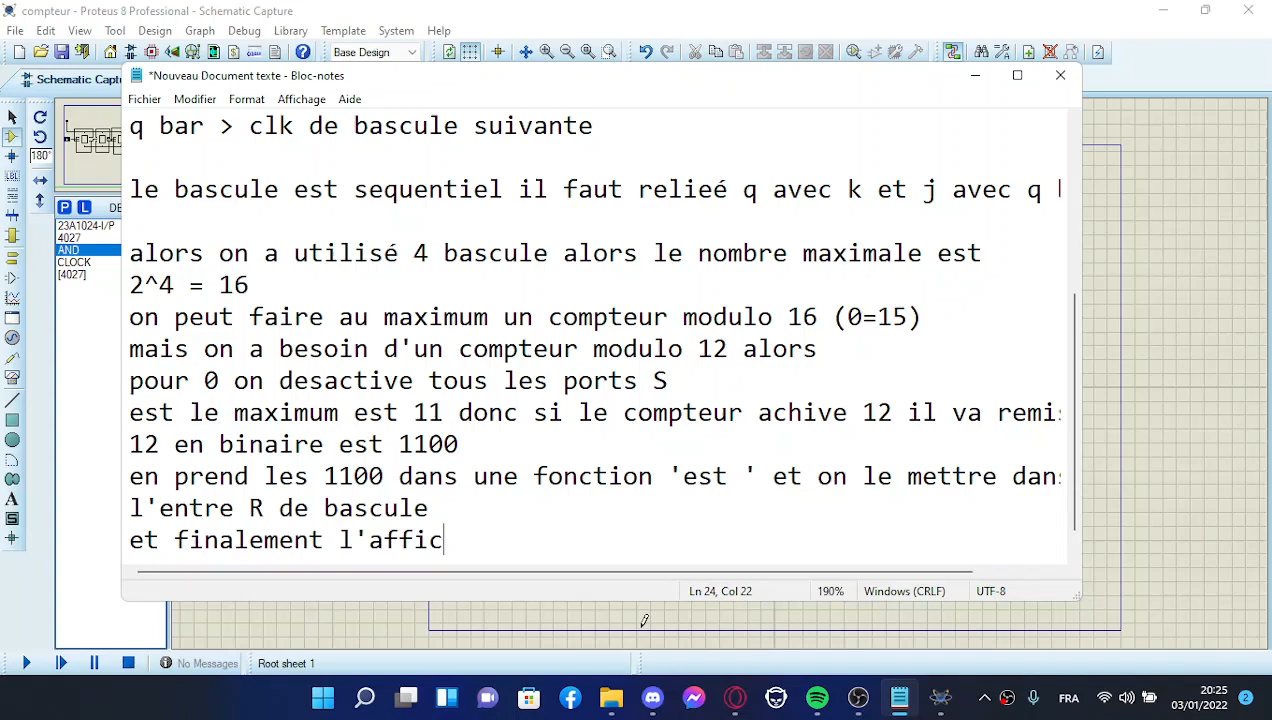 compteur - Proteus 8 Professional - Schematic Capture
File Edit View Tool Design Graph Debug Library Template System Help
Base Design
Schematic Captu
*Nouveau Document texte - Bloc-notes
Fichier Modifier Format Affichage Aide
180°
LBL
P L DE
23A1024-I/P
4027
AND
CLOCK
[4027]
q bar > clk de bascule suivante
le bascule est sequentiel il faut relieé q avec k et j avec q
alors on a utilisé 4 bascule alors le nombre maximale est
2^4 = 16
on peut faire au maximum un compteur modulo 16 (0=15)
mais on a besoin d'un compteur modulo 12 alors
pour 0 on desactive tous les ports S
est le maximum est 11 donc si le compteur achive 12 il va remis
12 en binaire est 1100
en prend les 1100 dans une fonction 'est ' et on le mettre dans
l'entre R de bascule
et finalement l'affic
Ln 24, Col 22 190% Windows (CRLF) UTF-8
No Messages Root sheet 1
FRA 20:25
03/01/2022 2